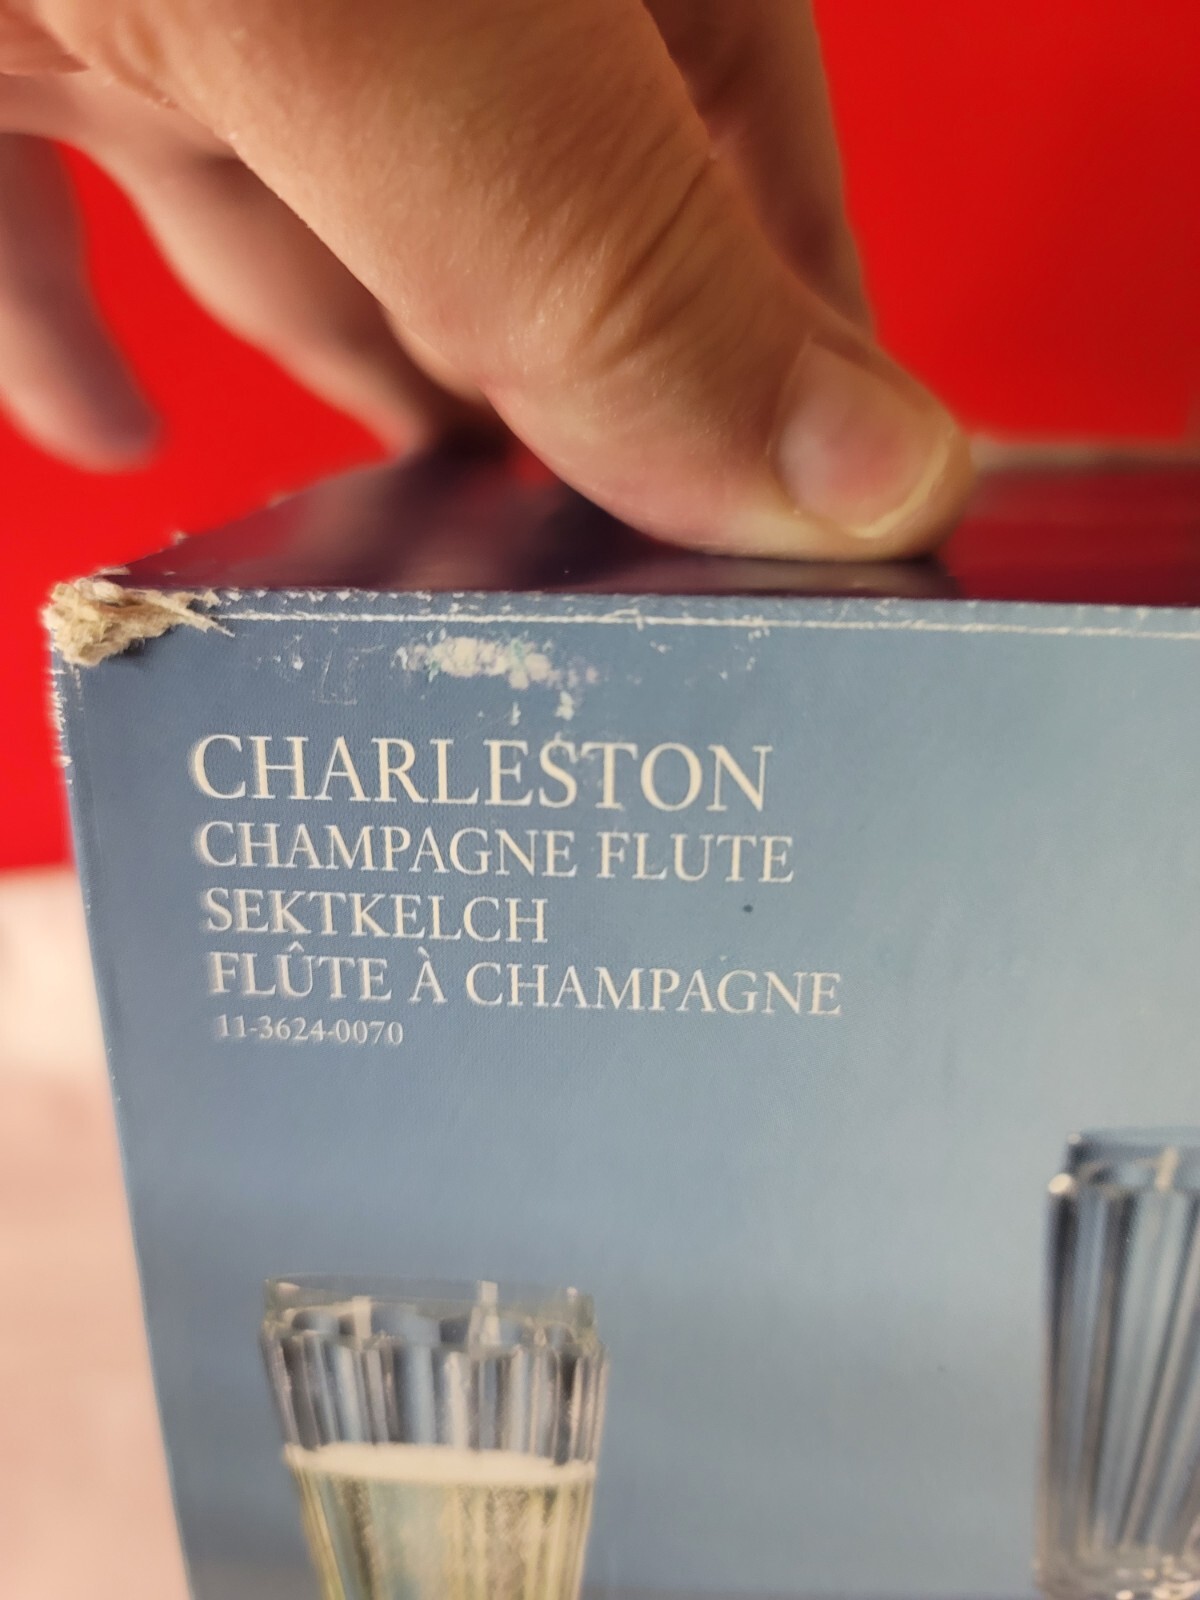 CHARLESTON
CHAMPAGNE FLUTE
SEKTKELCH
FLÛTE À CHAMPAGNE
11-3624-0070